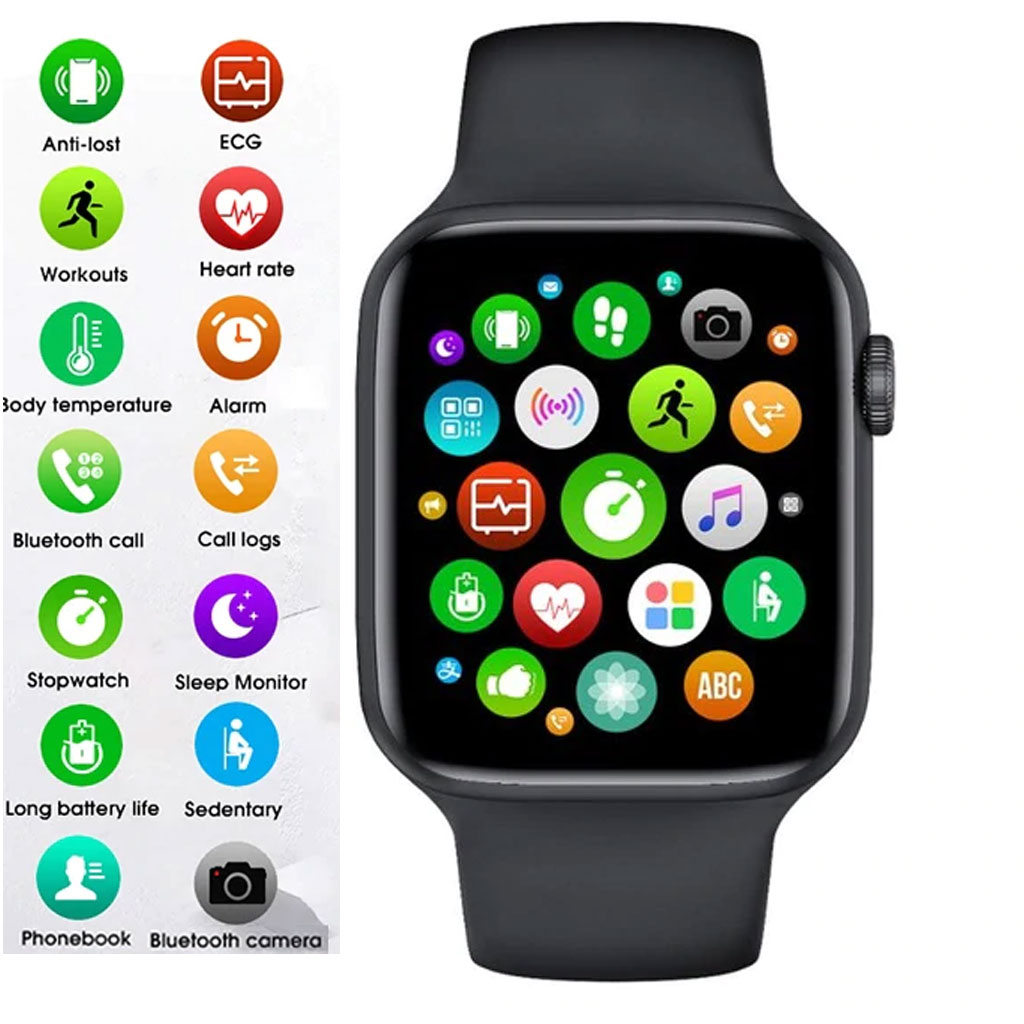 Anti-lost
ECG
Workouts
Heart rate
Body temperature
Alarm
Bluetooth call
Call logs
Stopwatch
Sleep Monitor
Long battery life
Sedentary
Phonebook
Bluetooth camera
ABC